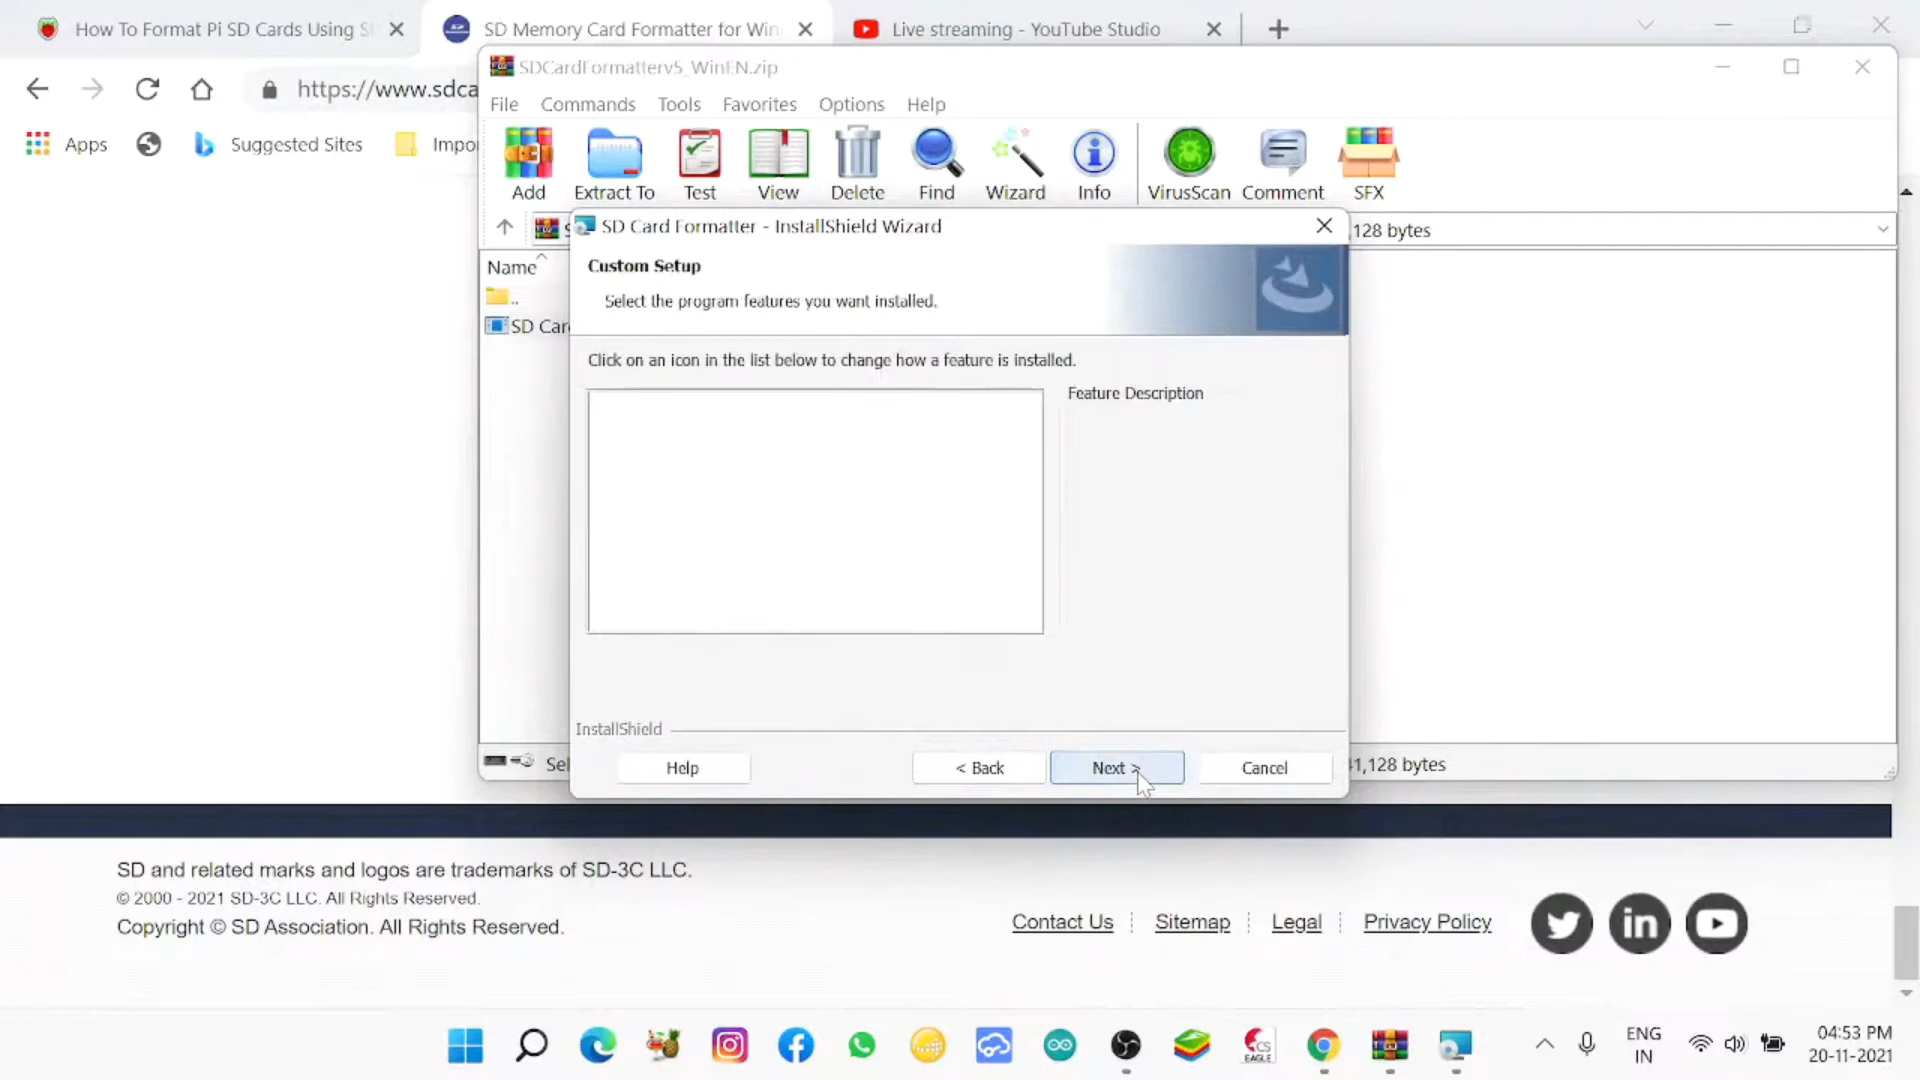 How To Format Pi SD Cards Using S
SD Memory Card Formatter for Win
Live streaming - YouTube Studio
https://www.sdca
Apps
Suggested Sites
Impo
SDCardFormatterv5_WinEN.zip
File Commands Tools Favorites Options Help
Add Extract To Test View Delete Find Wizard Info VirusScan Comment SFX
SD Card Formatter - InstallShield Wizard
,128 bytes
Name
Custom Setup
Select the program features you want installed.
..
SD Car
Click on an icon in the list below to change how a feature is installed.
Feature Description
InstallShield
Help < Back Next > Cancel
Sel
41,128 bytes
SD and related marks and logos are trademarks of SD-3C LLC.
© 2000 - 2021 SD-3C LLC. All Rights Reserved.
Copyright © SD Association. All Rights Reserved.
Contact Us Sitemap Legal Privacy Policy
CS
EAGLE
ENG
IN
04:53 PM
20-11-2021